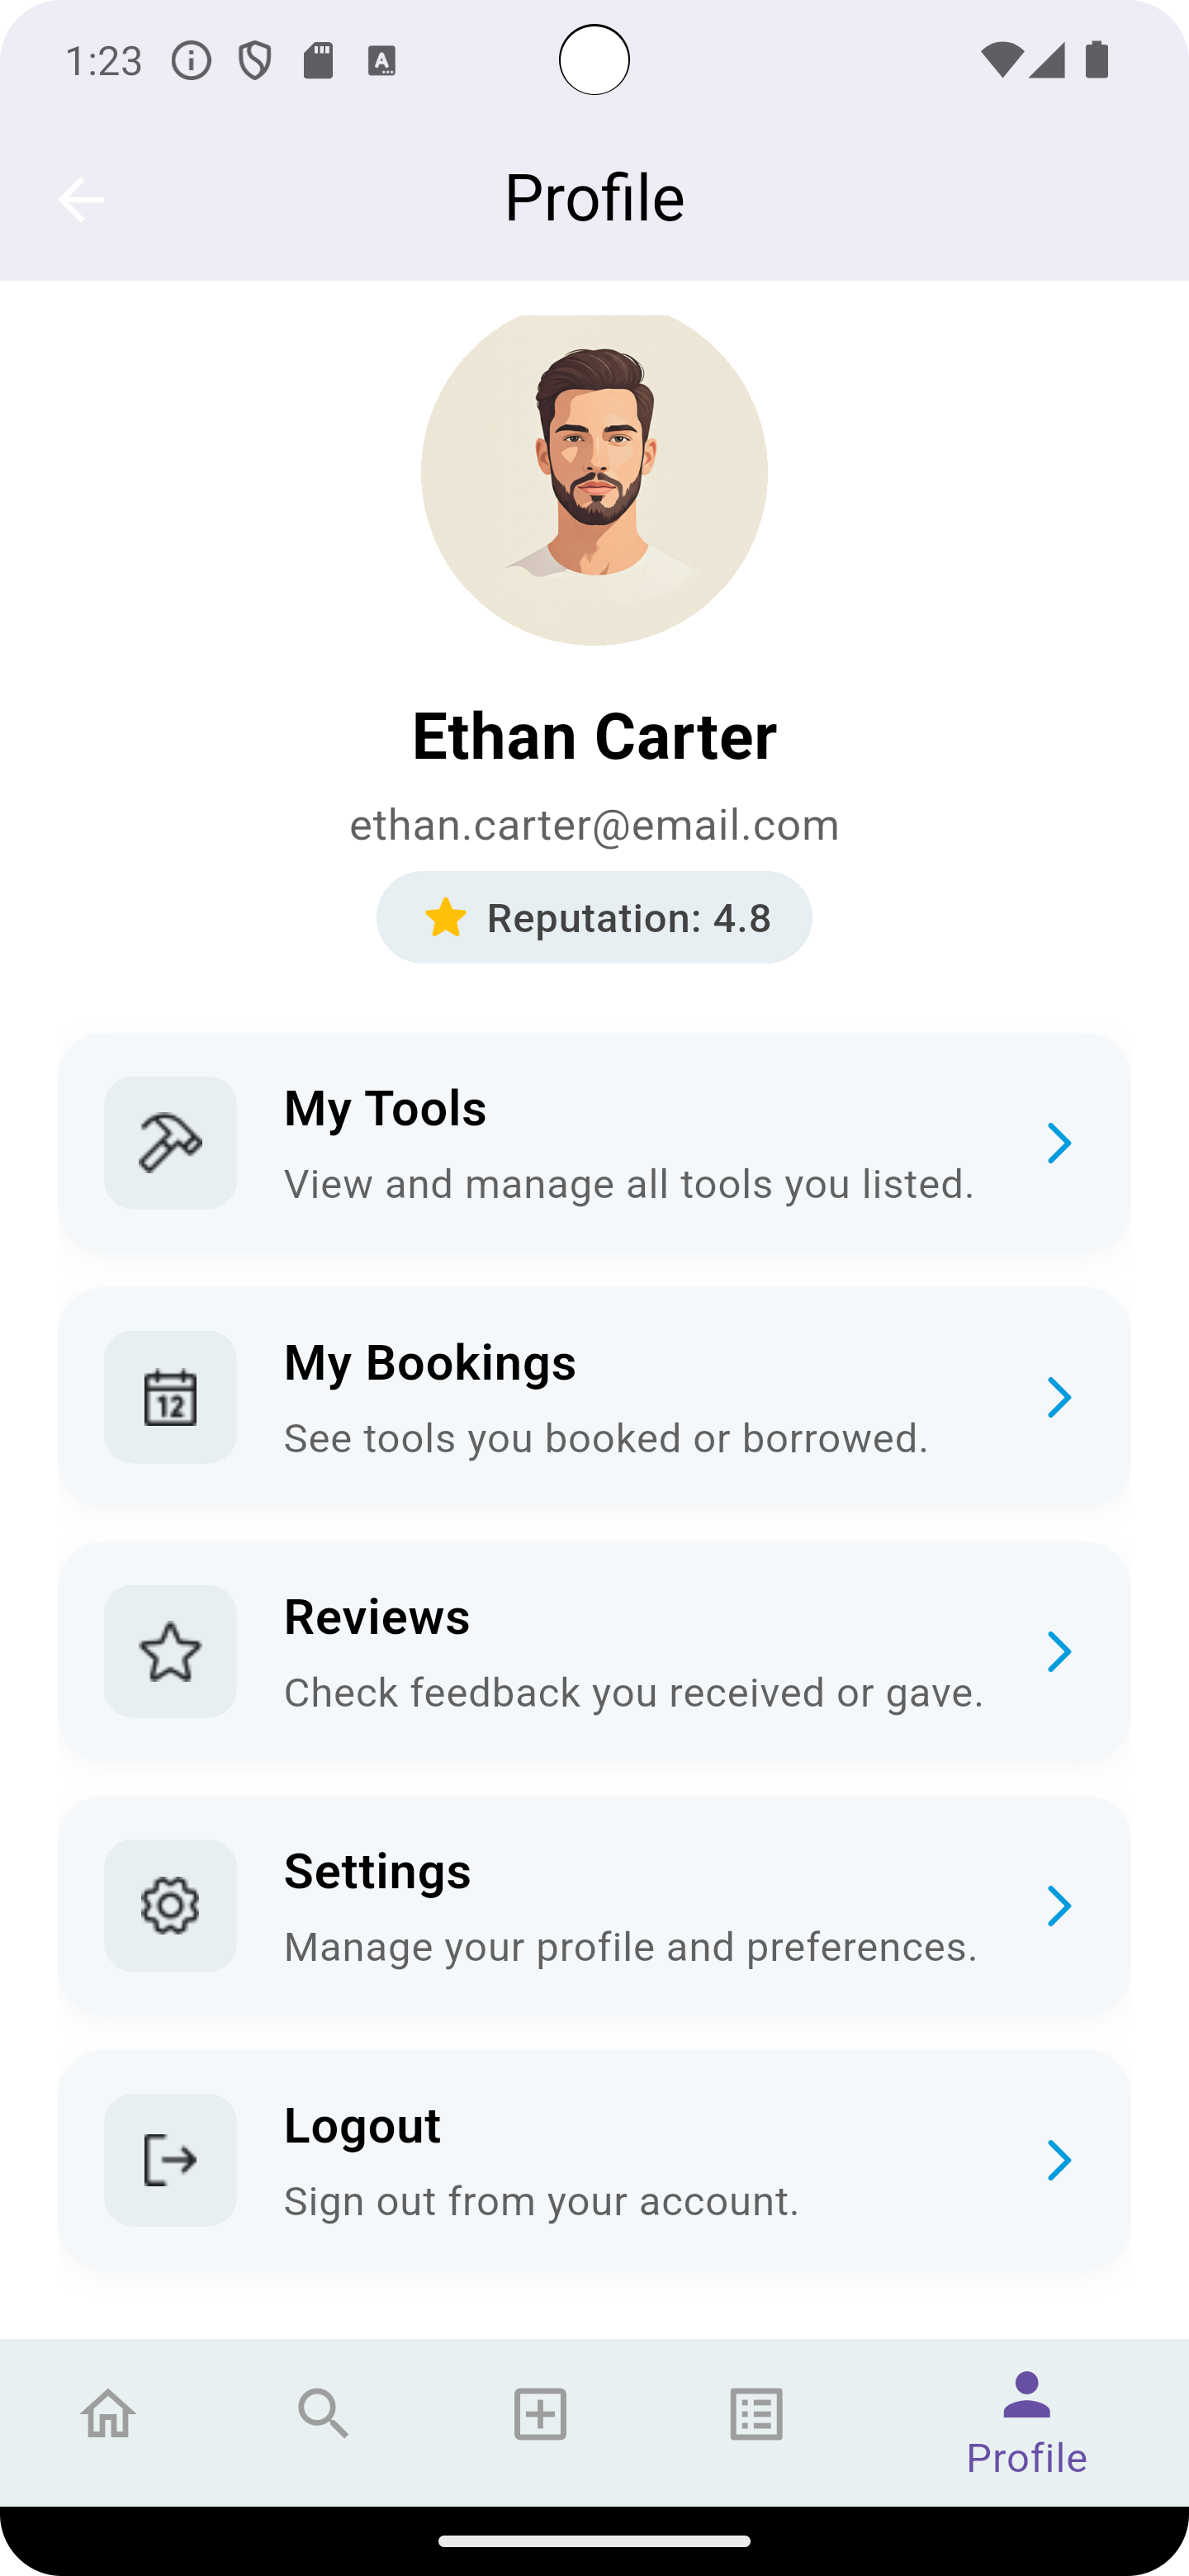 1:23
Profile
Ethan Carter
ethan.carter@email.com
Reputation: 4.8
My Tools
View and manage all tools you listed.
My Bookings
12
See tools you booked or borrowed.
Reviews
Check feedback you received or gave.
Settings
Manage your profile and preferences.
Logout
Sign out from your account.
Profile